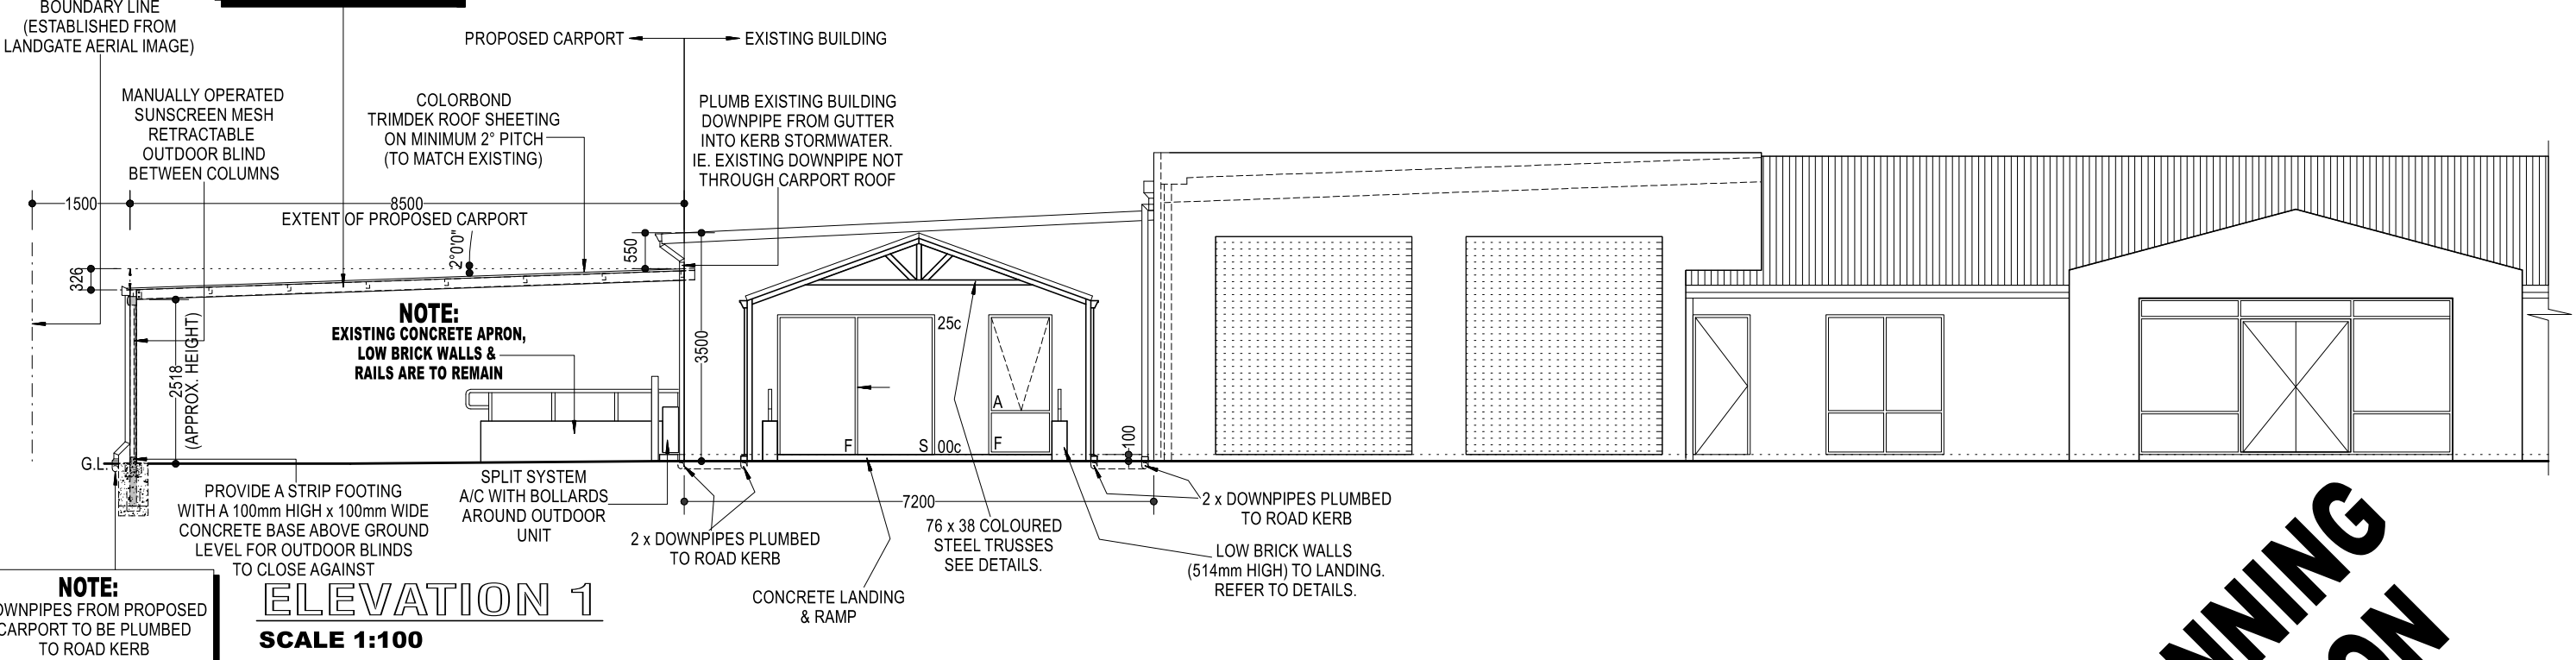 BOUNDARY LINE
(ESTABLISHED FROM
LANDGATE AERIAL IMAGE)
PROPOSED CARPORT
EXISTING BUILDING
MANUALLY OPERATED
SUNSCREEN MESH
RETRACTABLE
OUTDOOR BLIND
BETWEEN COLUMNS
COLORBOND
TRIMDEK ROOF SHEETING
ON MINIMUM 2° PITCH
(TO MATCH EXISTING)
PLUMB EXISTING BUILDING
DOWNPIPE FROM GUTTER
INTO KERB STORMWATER.
IE. EXISTING DOWNPIPE NOT
THROUGH CARPORT ROOF
1500
8500
EXTENT OF PROPOSED CARPORT
2°0'0"
550
326
NOTE:
EXISTING CONCRETE APRON,
LOW BRICK WALLS &
RAILS ARE TO REMAIN
2518
(APPROX. HEIGHT)
3500
25c
A
F
F
S
00c
100
G.L.
PROVIDE A STRIP FOOTING
WITH A 100mm HIGH x 100mm WIDE
CONCRETE BASE ABOVE GROUND
LEVEL FOR OUTDOOR BLINDS
TO CLOSE AGAINST
SPLIT SYSTEM
A/C WITH BOLLARDS
AROUND OUTDOOR
UNIT
7200
2 x DOWNPIPES PLUMBED
TO ROAD KERB
CONCRETE LANDING
& RAMP
76 x 38 COLOURED
STEEL TRUSSES
SEE DETAILS.
2 x DOWNPIPES PLUMBED
TO ROAD KERB
LOW BRICK WALLS
(514mm HIGH) TO LANDING.
REFER TO DETAILS.
NOTE:
OWNPIPES FROM PROPOSED
CARPORT TO BE PLUMBED
TO ROAD KERB
ELEVATION 1
SCALE 1:100
NNING
ON